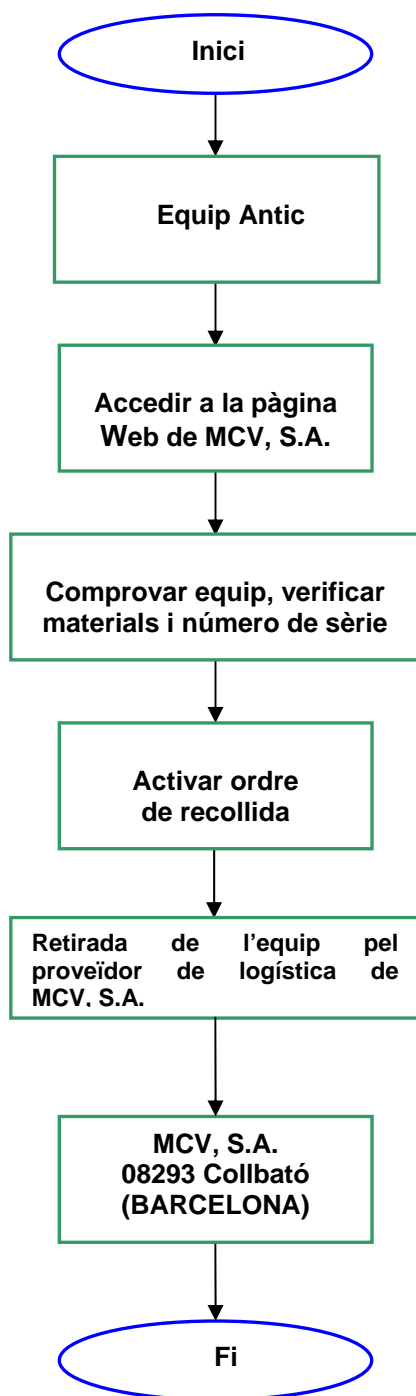 Inici
Equip Antic
Accedir a la pàgina
Web de MCV, S.A.
Comprovar equip, verificar
materials i número de sèrie
Activar ordre
de recollida
Retirada de l'equip pel
proveïdor de logística de
MCV, S.A.
MCV, S.A.
08293 Collbató
(BARCELONA)
Fi